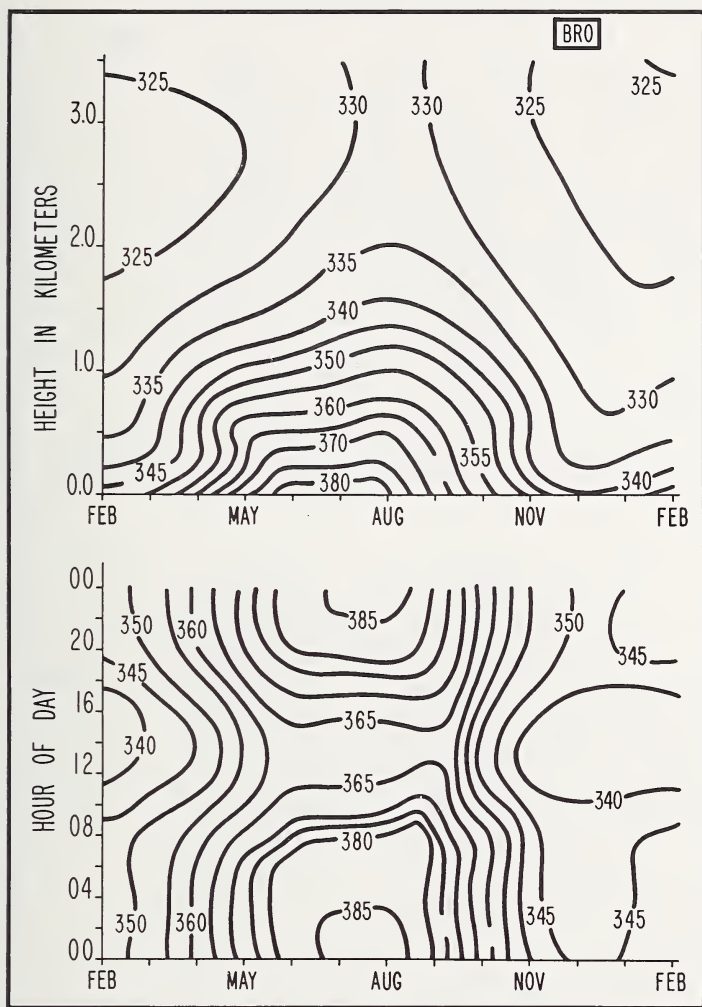 BRO
325 330 330 325 325
3.0
HEIGHT IN KILOMETERS
2.0
325
335
340
1.0
335 350
360 330
370 355
345 380 340
0.0
FEB MAY AUG NOV FEB
00
385
350 360 350
20
345 345
HOUR OF DAY
16
365
340
12
365
340
08
380
04
385
350 360 345 345
00
FEB MAY AUG NOV FEB